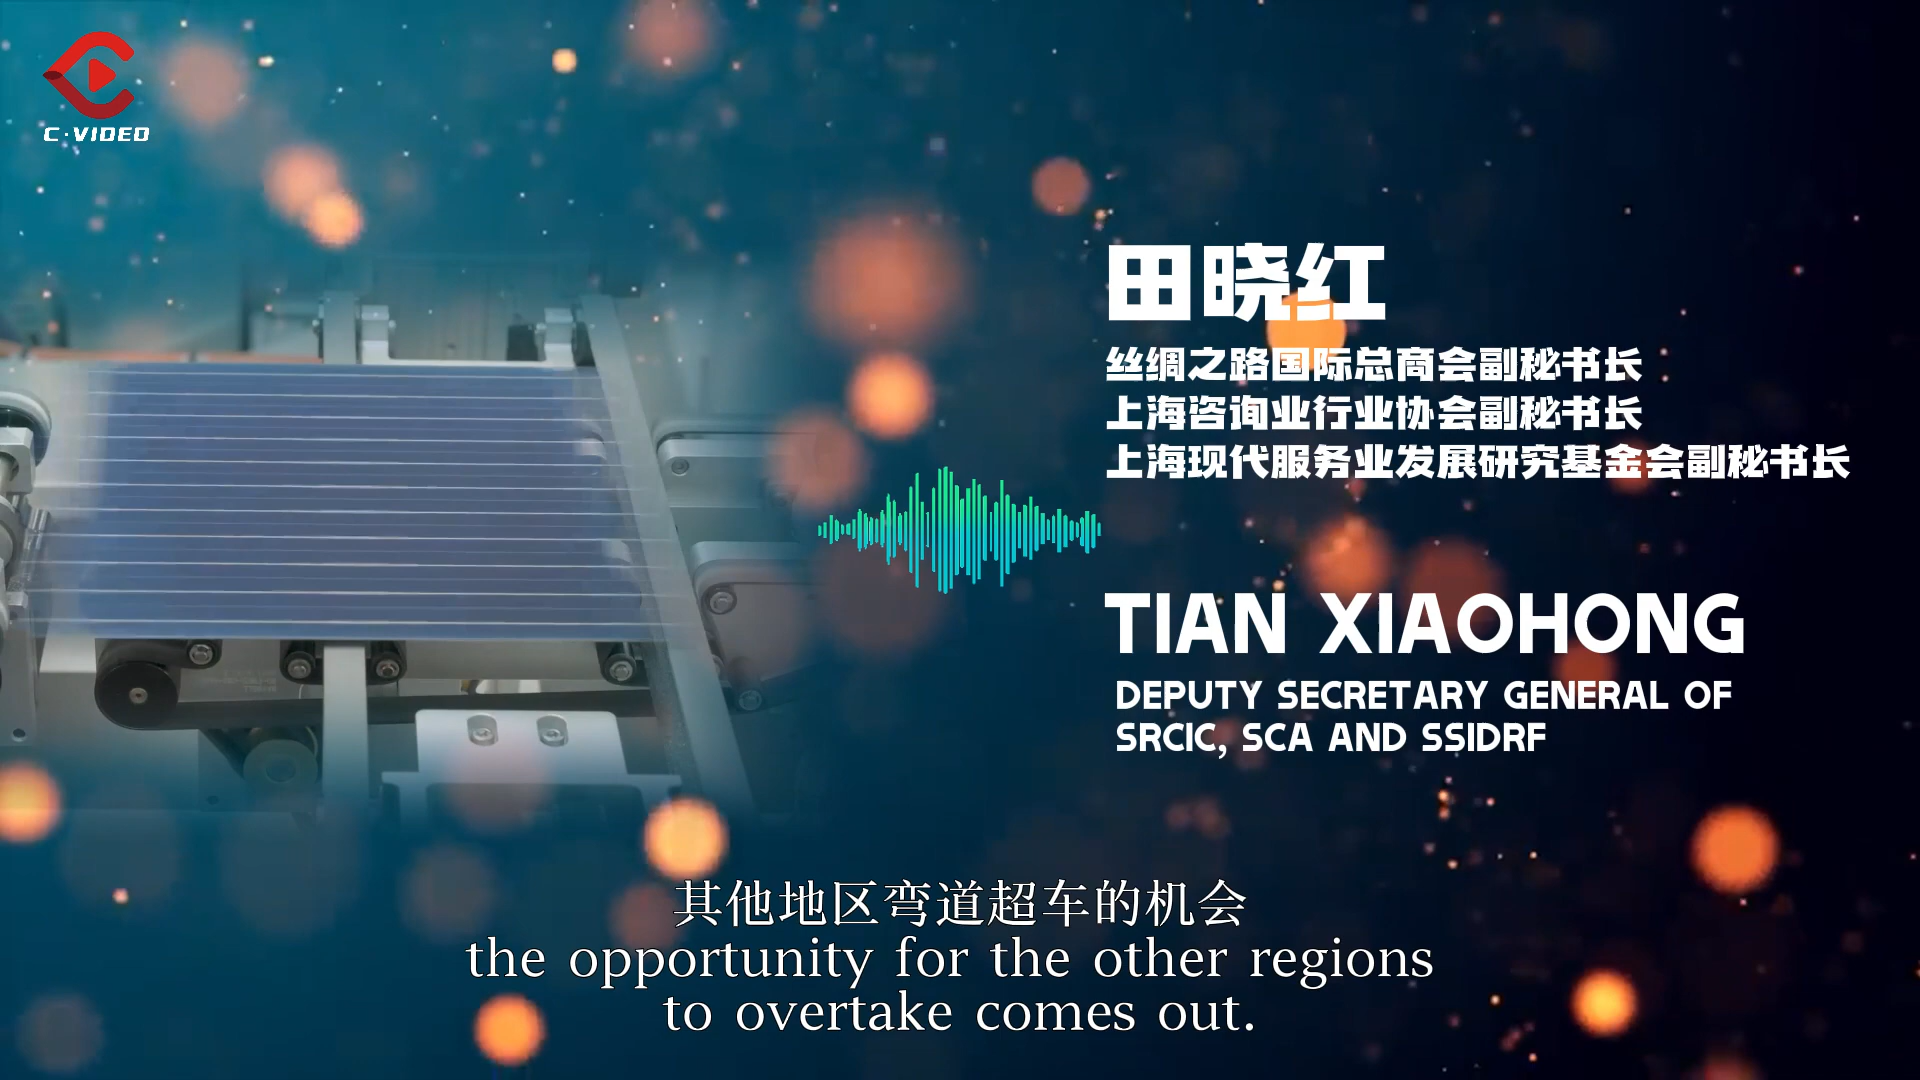 C·VIDEO
田晓红
丝绸之路国际总商会副秘书长
上海咨询业行业协会副秘书长
上海现代服务业发展研究基金会副秘书长
TIAN XIAOHONG
DEPUTY SECRETARY GENERAL OF
SRCIC, SCA AND SSIDRF
其他地区弯道超车的机会
the opportunity for the other regions
to overtake comes out.